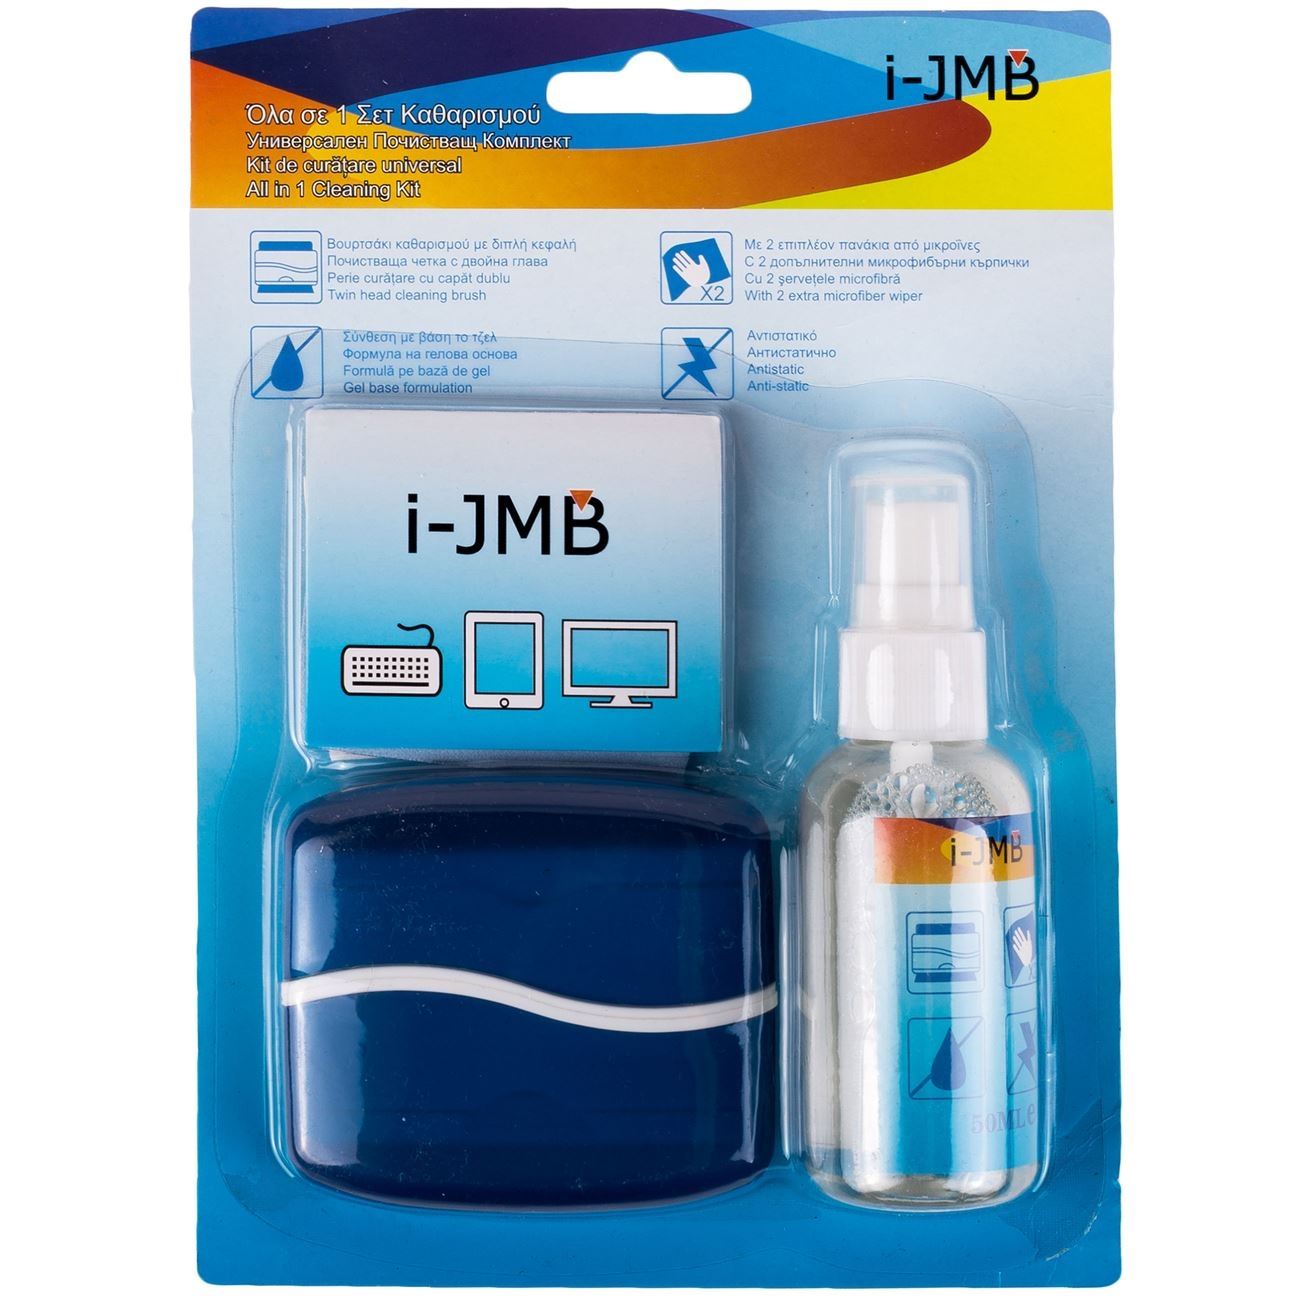 i-JMB
Όλα σε 1 Σετ Καθαρισμού
Универсален Почистващ Комплект
Kit de curăţare universal
All in 1 Cleaning Kit
Βουρτσάκι καθαρισμού με διπλή κεφαλή
Почистваща четка с двойна глава
Perie curăţare cu capăt dublu
Twin head cleaning brush
X2
Με 2 επιπλέον πανάκια από μικροΐνες
С 2 допълнителни микрофибърни кърпички
Cu 2 şerveţele microfibră
With 2 extra microfiber wiper
Σύνθεση με βάση το τζελ
Формула на гелова основа
Formulă pe bază de gel
Gel base formulation
Αντιστατικό
Антистатично
Antistatic
Anti-static
i-JMB
i-JMB
50MLe